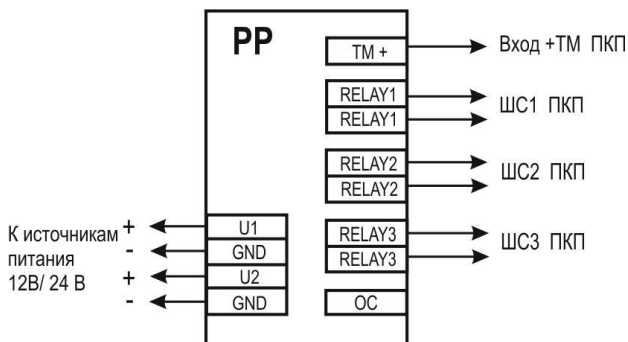 PP
TM +
Вход +ТМ ПКП
RELAY1
RELAY1
ШС1 ПКП
RELAY2
RELAY2
ШС2 ПКП
RELAY3
RELAY3
ШС3 ПКП
OC
К источникам
питания
12В/ 24 В
+
-
+
-
U1
GND
U2
GND